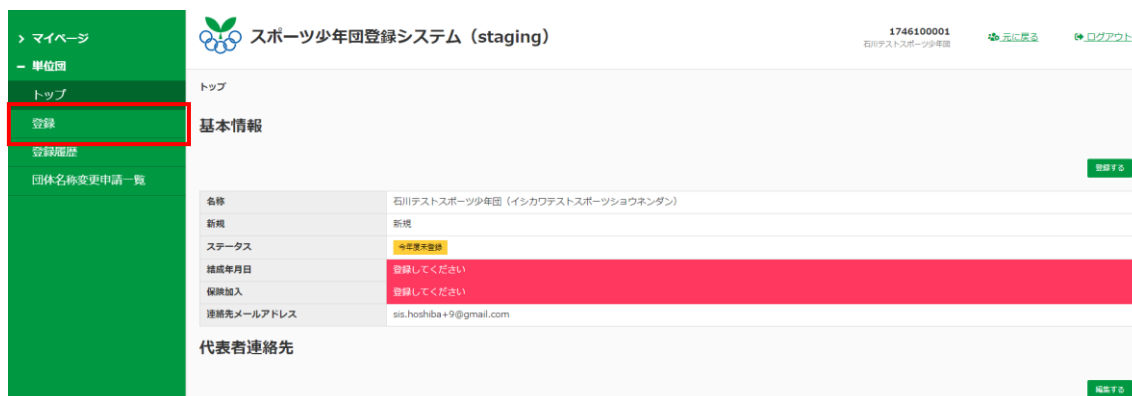 マイページ
単位団
トップ
登録
登録履歴
団体名称変更申請一覧
スポーツ少年団登録システム（staging）
1746100001
石川テストスポーツ少年団
元に戻る
ログアウト
トップ
基本情報
登録する
名称 石川テストスポーツ少年団（イシカワテストスポーツショウネンダン）
新規 新規
ステータス 今年度未登録
結成年月日 登録してください
保険加入 登録してください
連絡先メールアドレス sis.hoshiba+9@gmail.com
代表者連絡先
編集する